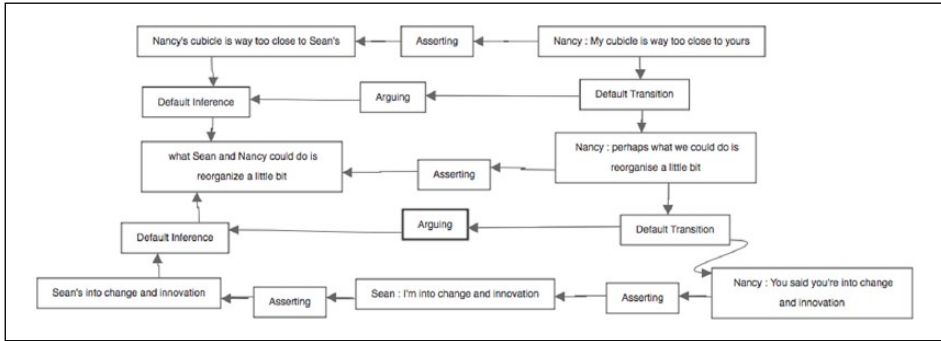 Nancy's cubicle is way too close to Sean's
Asserting
Nancy : My cubicle is way too close to yours
Default Inference
Arguing
Default Transition
what Sean and Nancy could do is
reorganize a little bit
Asserting
Nancy : perhaps what we could do is
reorganise a little bit
Default Inference
Arguing
Default Transition
Sean's into change and innovation
Asserting
Sean : I'm into change and innovation
Asserting
Nancy : You said you're into change
and innovation